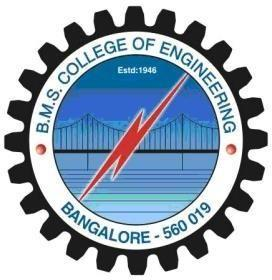 B.M.S. COLLEGE OF ENGINEERING
Estd:1946
BANGALORE - 560 019